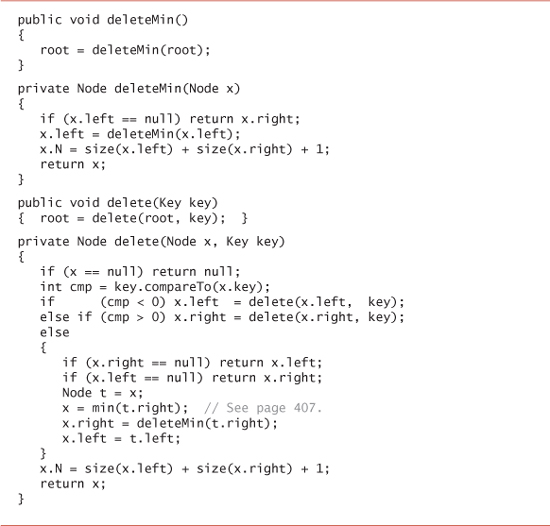 public void deleteMin()
{
   root = deleteMin(root);
}
private Node deleteMin(Node x)
{
   if (x.left == null) return x.right;
   x.left = deleteMin(x.left);
   x.N = size(x.left) + size(x.right) + 1;
   return x;
}
public void delete(Key key)
{  root = delete(root, key);  }
private Node delete(Node x, Key key)
{
   if (x == null) return null;
   int cmp = key.compareTo(x.key);
   if      (cmp < 0) x.left  = delete(x.left,  key);
   else if (cmp > 0) x.right = delete(x.right, key);
   else
   {
      if (x.right == null) return x.left;
      if (x.left == null) return x.right;
      Node t = x;
      x = min(t.right);  // See page 407.
      x.right = deleteMin(t.right);
      x.left = t.left;
   }
   x.N = size(x.left) + size(x.right) + 1;
   return x;
}